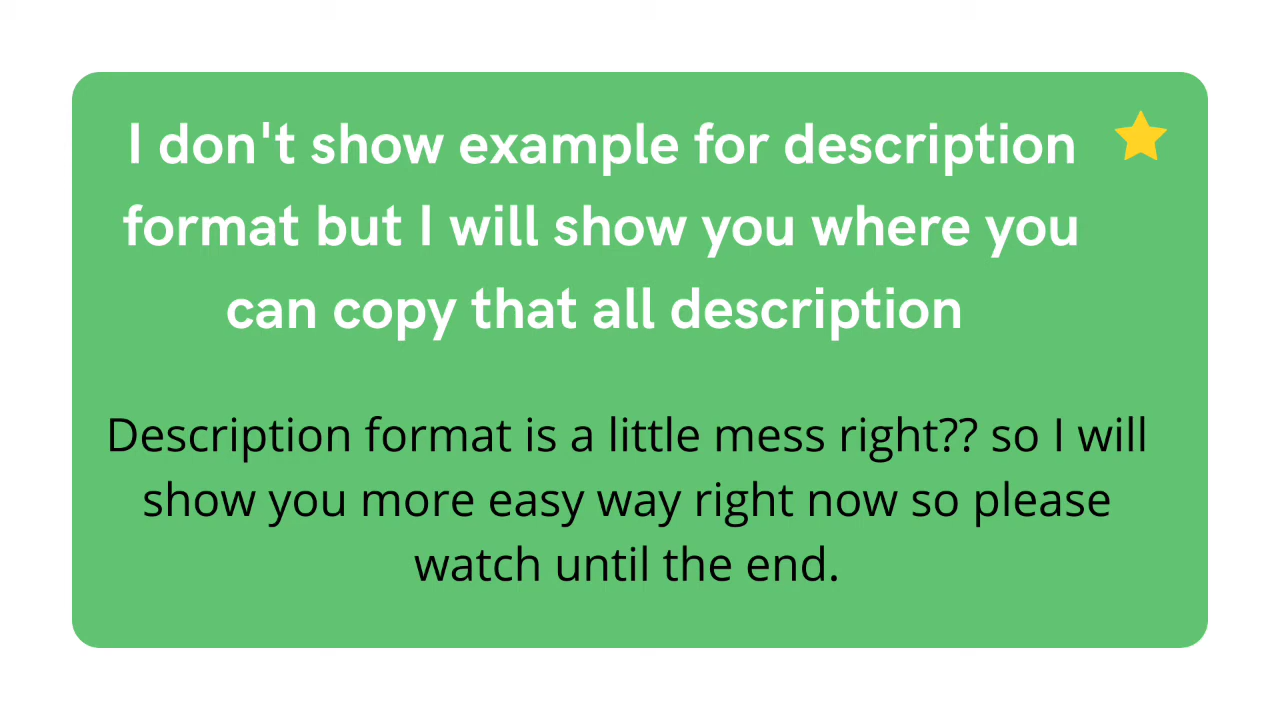 I don't show example for description
format but I will show you where you
can copy that all description
Description format is a little mess right?? so I will
show you more easy way right now so please
watch until the end.